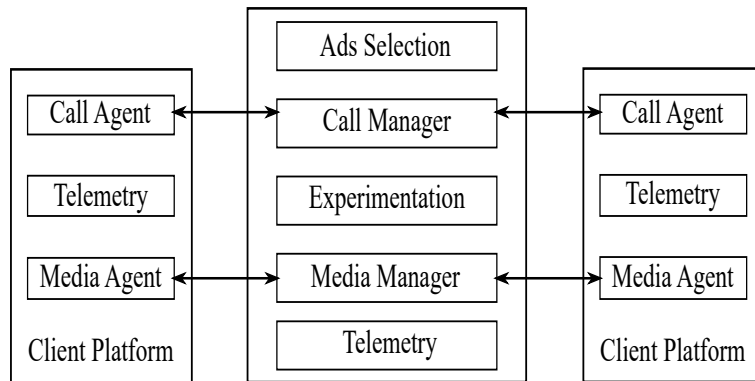 Ads Selection
Call Agent
Call Manager
Call Agent
Telemetry
Experimentation
Telemetry
Media Agent
Media Manager
Media Agent
Client Platform
Telemetry
Client Platform